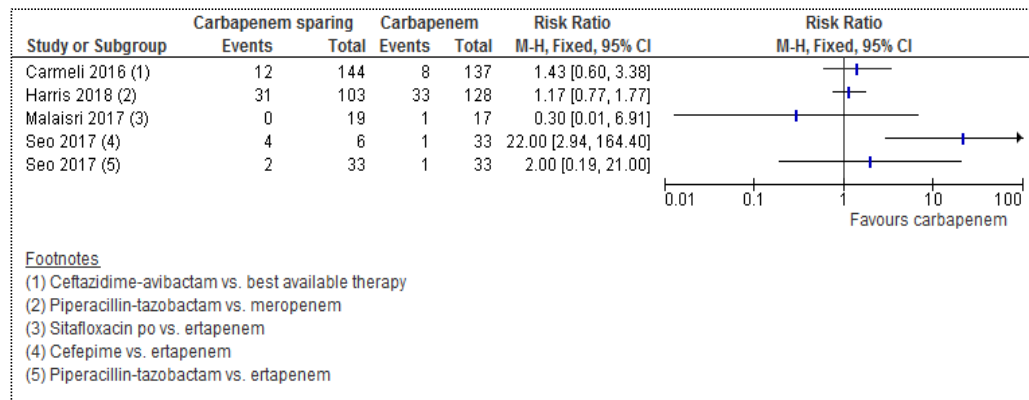 Carbapenem sparing Carbapenem Risk Ratio Risk Ratio
Study or Subgroup Events Total Events Total M-H, Fixed, 95% CI M-H, Fixed, 95% CI
Carmeli 2016 (1) 12 144 8 137 1.43 [0.60, 3.38]
Harris 2018 (2) 31 103 33 128 1.17 [0.77, 1.77]
Malaisri 2017 (3) 0 19 1 17 0.30 [0.01, 6.91]
Seo 2017 (4) 4 6 1 33 22.00 [2.94, 164.40]
Seo 2017 (5) 2 33 1 33 2.00 [0.19, 21.00]
0.01 0.1 1 10 100
Favours carbapenem
Footnotes
(1) Ceftazidime-avibactam vs. best available therapy
(2) Piperacillin-tazobactam vs. meropenem
(3) Sitafloxacin po vs. ertapenem
(4) Cefepime vs. ertapenem
(5) Piperacillin-tazobactam vs. ertapenem